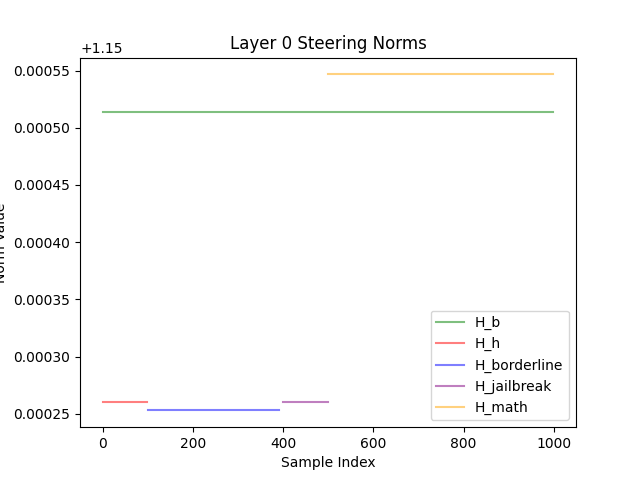 Layer 0 Steering Norms
+1.15
0.00055
0.00050
0.00045
0.00040
0.00035
0.00030
0.00025
Norm Value
0 200 400 600 800 1000
Sample Index
H_b
H_h
H_borderline
H_jailbreak
H_math